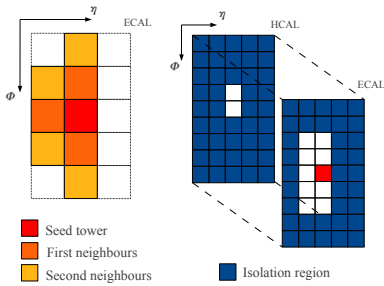 η
ECAL
Φ
η
HCAL
Φ
ECAL
Seed tower
First neighbours
Second neighbours
Isolation region